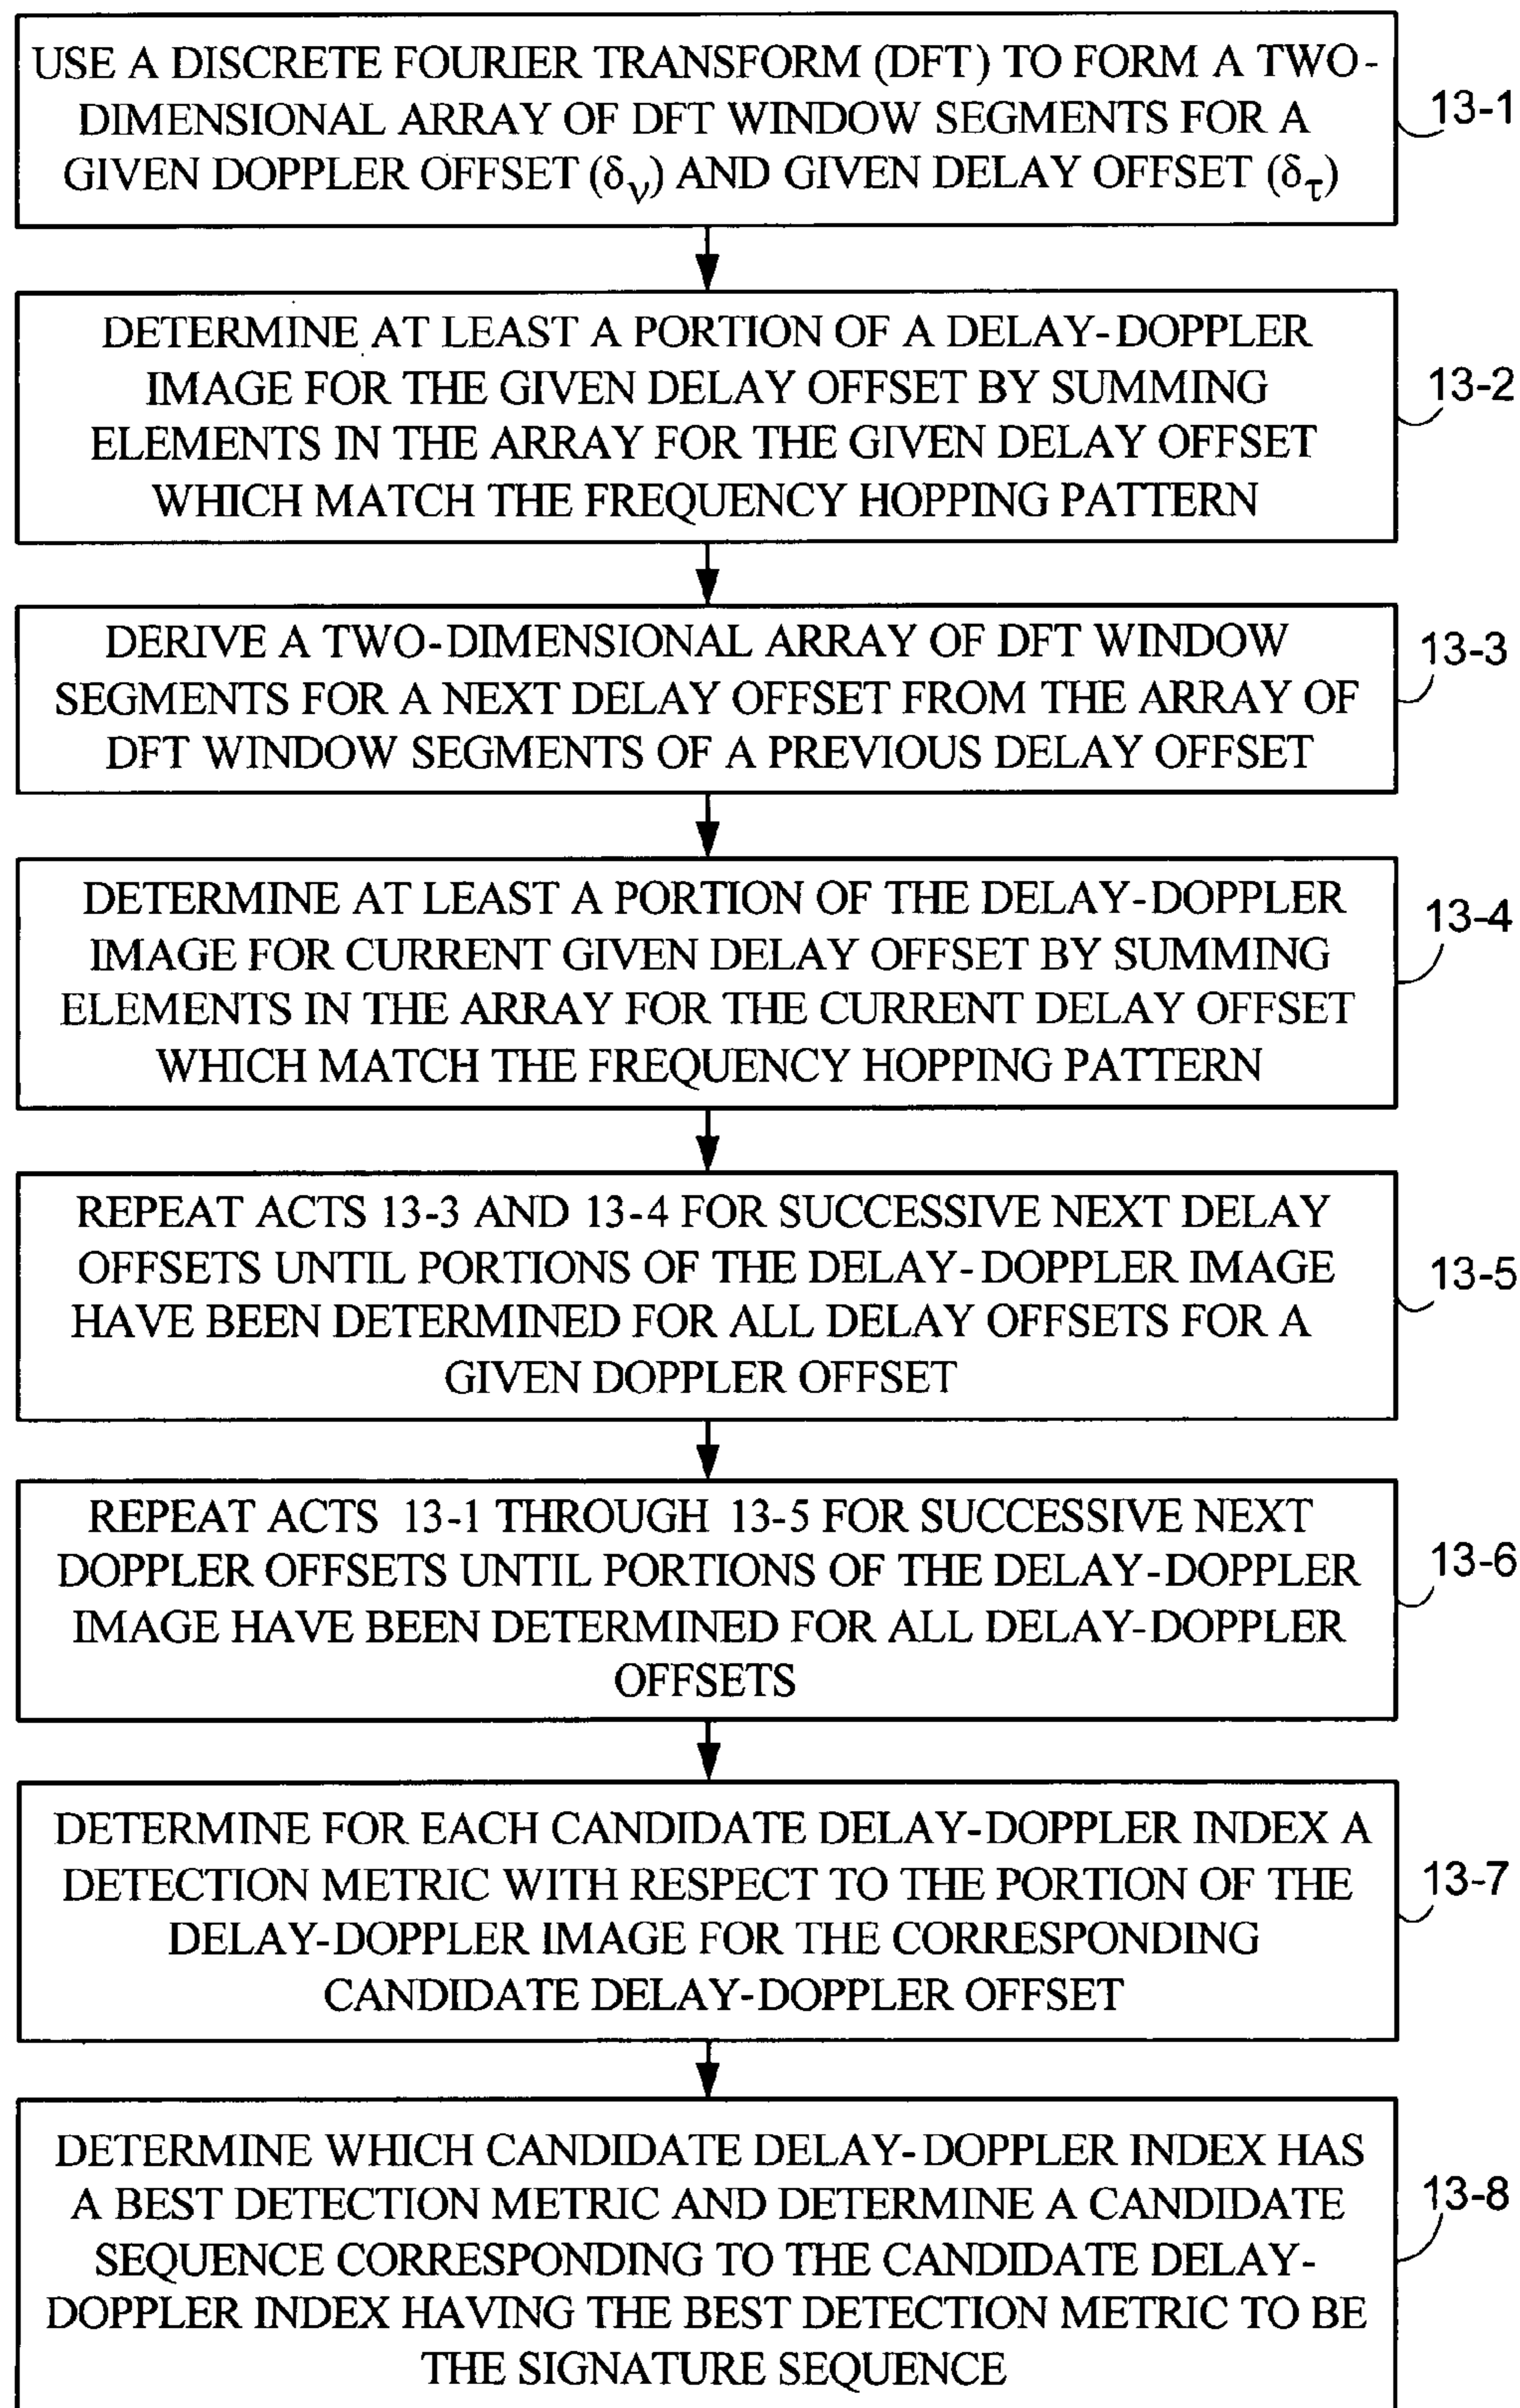 USE A DISCRETE FOURIER TRANSFORM (DFT) TO FORM A TWO-
DIMENSIONAL ARRAY OF DFT WINDOW SEGMENTS FOR A
GIVEN DOPPLER OFFSET (δν) AND GIVEN DELAY OFFSET (δτ)
13-1
DETERMINE AT LEAST A PORTION OF A DELAY-DOPPLER
IMAGE FOR THE GIVEN DELAY OFFSET BY SUMMING
ELEMENTS IN THE ARRAY FOR THE GIVEN DELAY OFFSET
WHICH MATCH THE FREQUENCY HOPPING PATTERN
13-2
DERIVE A TWO-DIMENSIONAL ARRAY OF DFT WINDOW
SEGMENTS FOR A NEXT DELAY OFFSET FROM THE ARRAY OF
DFT WINDOW SEGMENTS OF A PREVIOUS DELAY OFFSET
13-3
DETERMINE AT LEAST A PORTION OF THE DELAY-DOPPLER
IMAGE FOR CURRENT GIVEN DELAY OFFSET BY SUMMING
ELEMENTS IN THE ARRAY FOR THE CURRENT DELAY OFFSET
WHICH MATCH THE FREQUENCY HOPPING PATTERN
13-4
REPEAT ACTS 13-3 AND 13-4 FOR SUCCESSIVE NEXT DELAY
OFFSETS UNTIL PORTIONS OF THE DELAY-DOPPLER IMAGE
HAVE BEEN DETERMINED FOR ALL DELAY OFFSETS FOR A
GIVEN DOPPLER OFFSET
13-5
REPEAT ACTS 13-1 THROUGH 13-5 FOR SUCCESSIVE NEXT
DOPPLER OFFSETS UNTIL PORTIONS OF THE DELAY-DOPPLER
IMAGE HAVE BEEN DETERMINED FOR ALL DELAY-DOPPLER
OFFSETS
13-6
DETERMINE FOR EACH CANDIDATE DELAY-DOPPLER INDEX A
DETECTION METRIC WITH RESPECT TO THE PORTION OF THE
DELAY-DOPPLER IMAGE FOR THE CORRESPONDING
CANDIDATE DELAY-DOPPLER OFFSET
13-7
DETERMINE WHICH CANDIDATE DELAY-DOPPLER INDEX HAS
A BEST DETECTION METRIC AND DETERMINE A CANDIDATE
SEQUENCE CORRESPONDING TO THE CANDIDATE DELAY-
DOPPLER INDEX HAVING THE BEST DETECTION METRIC TO BE
THE SIGNATURE SEQUENCE
13-8